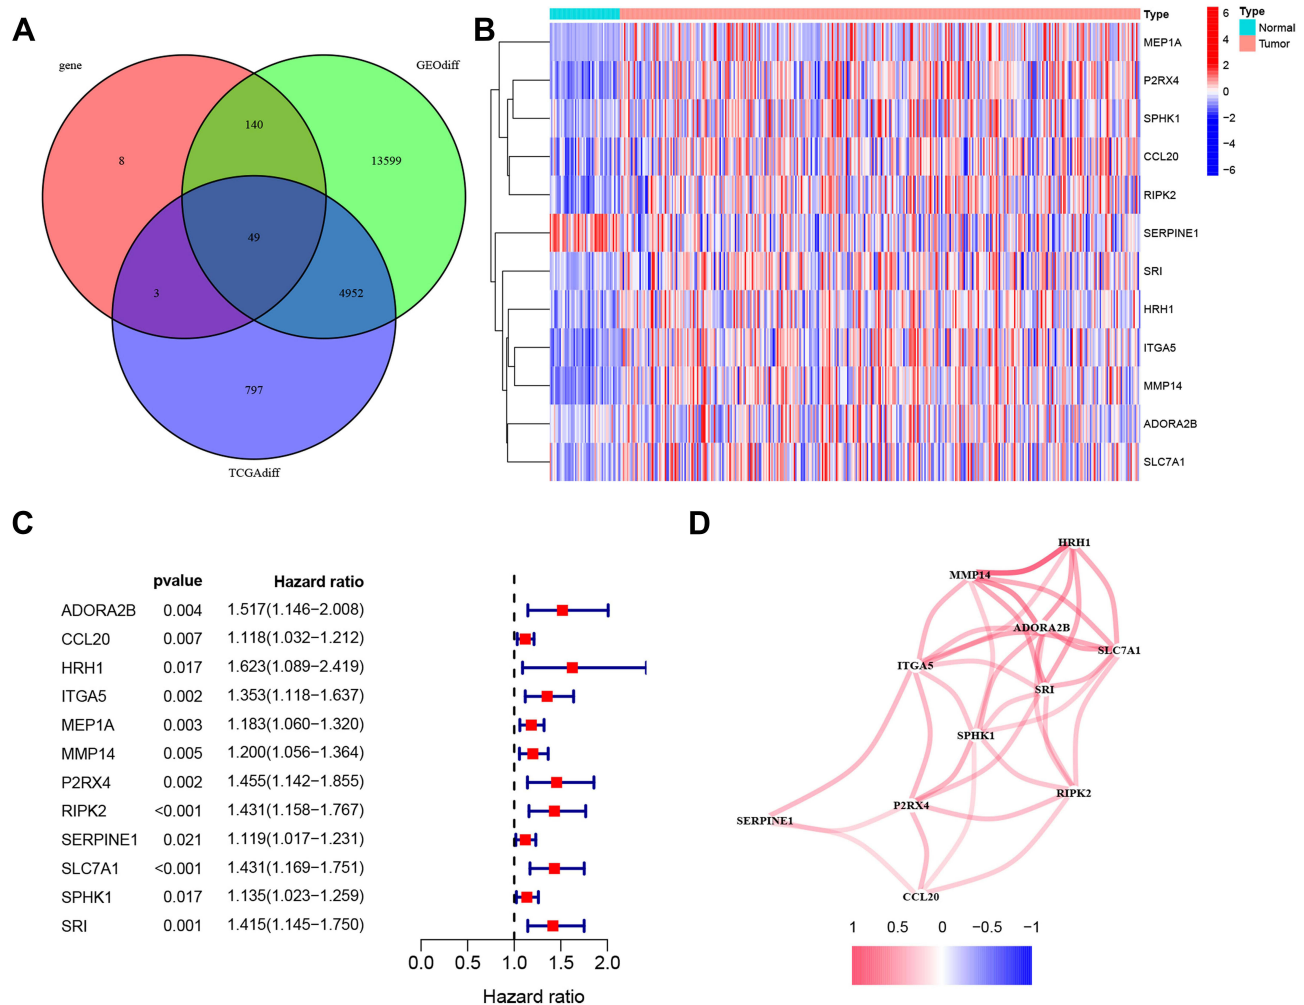 A
gene
GEOdiff
140
8
13599
49
3
4952
797
TCGAdiff
B
Type
MEP1A
P2RX4
SPHK1
CCL20
RIPK2
SERPINE1
SRI
HRH1
ITGA5
MMP14
ADORA2B
SLC7A1
6
4
2
0
−2
−4
−6
Type
Normal
Tumor
C
pvalue Hazard ratio
ADORA2B 0.004 1.517(1.146−2.008)
CCL20 0.007 1.118(1.032−1.212)
HRH1 0.017 1.623(1.089−2.419)
ITGA5 0.002 1.353(1.118−1.637)
MEP1A 0.003 1.183(1.060−1.320)
MMP14 0.005 1.200(1.056−1.364)
P2RX4 0.002 1.455(1.142−1.855)
RIPK2 <0.001 1.431(1.158−1.767)
SERPINE1 0.021 1.119(1.017−1.231)
SLC7A1 <0.001 1.431(1.169−1.751)
SPHK1 0.017 1.135(1.023−1.259)
SRI 0.001 1.415(1.145−1.750)
0.0 0.5 1.0 1.5 2.0
Hazard ratio
D
HRH1
MMP14
ADORA2B
SLC7A1
ITGA5
SRI
SPHK1
RIPK2
P2RX4
SERPINE1
CCL20
1 0.5 0 −0.5 −1